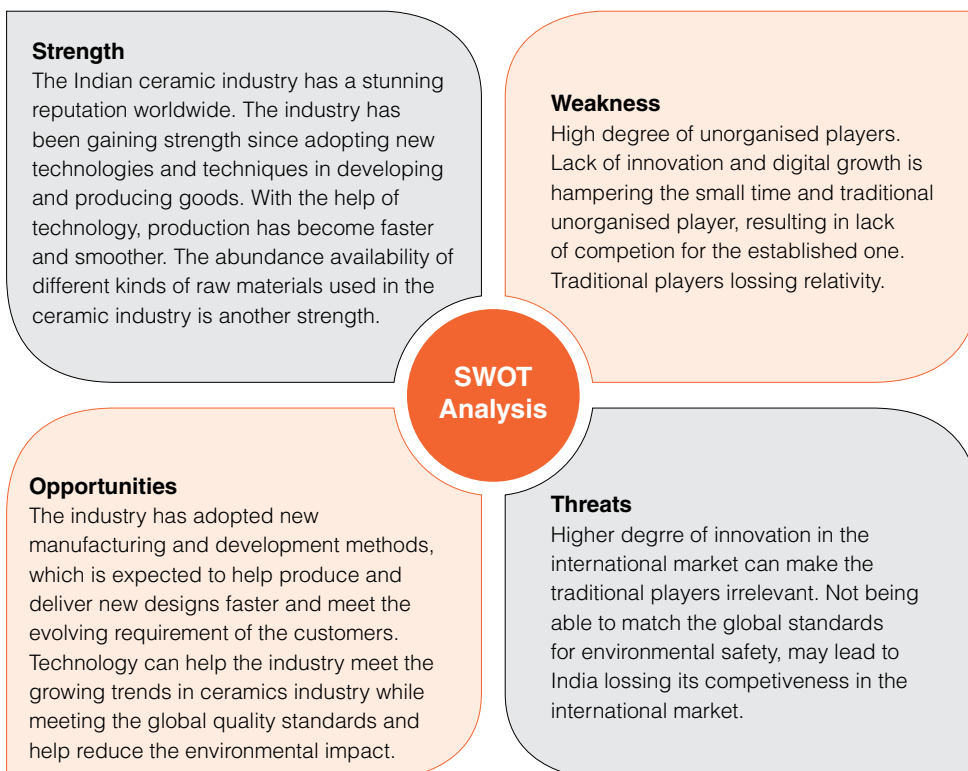 Strength
The Indian ceramic industry has a stunning
reputation worldwide. The industry has
been gaining strength since adopting new
technologies and techniques in developing
and producing goods. With the help of
technology, production has become faster
and smoother. The abundance availability of
different kinds of raw materials used in the
ceramic industry is another strength.
Weakness
High degree of unorganised players.
Lack of innovation and digital growth is
hampering the small time and traditional
unorganised player, resulting in lack
of competion for the established one.
Traditional players lossing relativity.
SWOT
Analysis
Opportunities
The industry has adopted new
manufacturing and development methods,
which is expected to help produce and
deliver new designs faster and meet the
evolving requirement of the customers.
Technology can help the industry meet the
growing trends in ceramics industry while
meeting the global quality standards and
help reduce the environmental impact.
Threats
Higher degrre of innovation in the
international market can make the
traditional players irrelevant. Not being
able to match the global standards
for environmental safety, may lead to
India lossing its competiveness in the
international market.